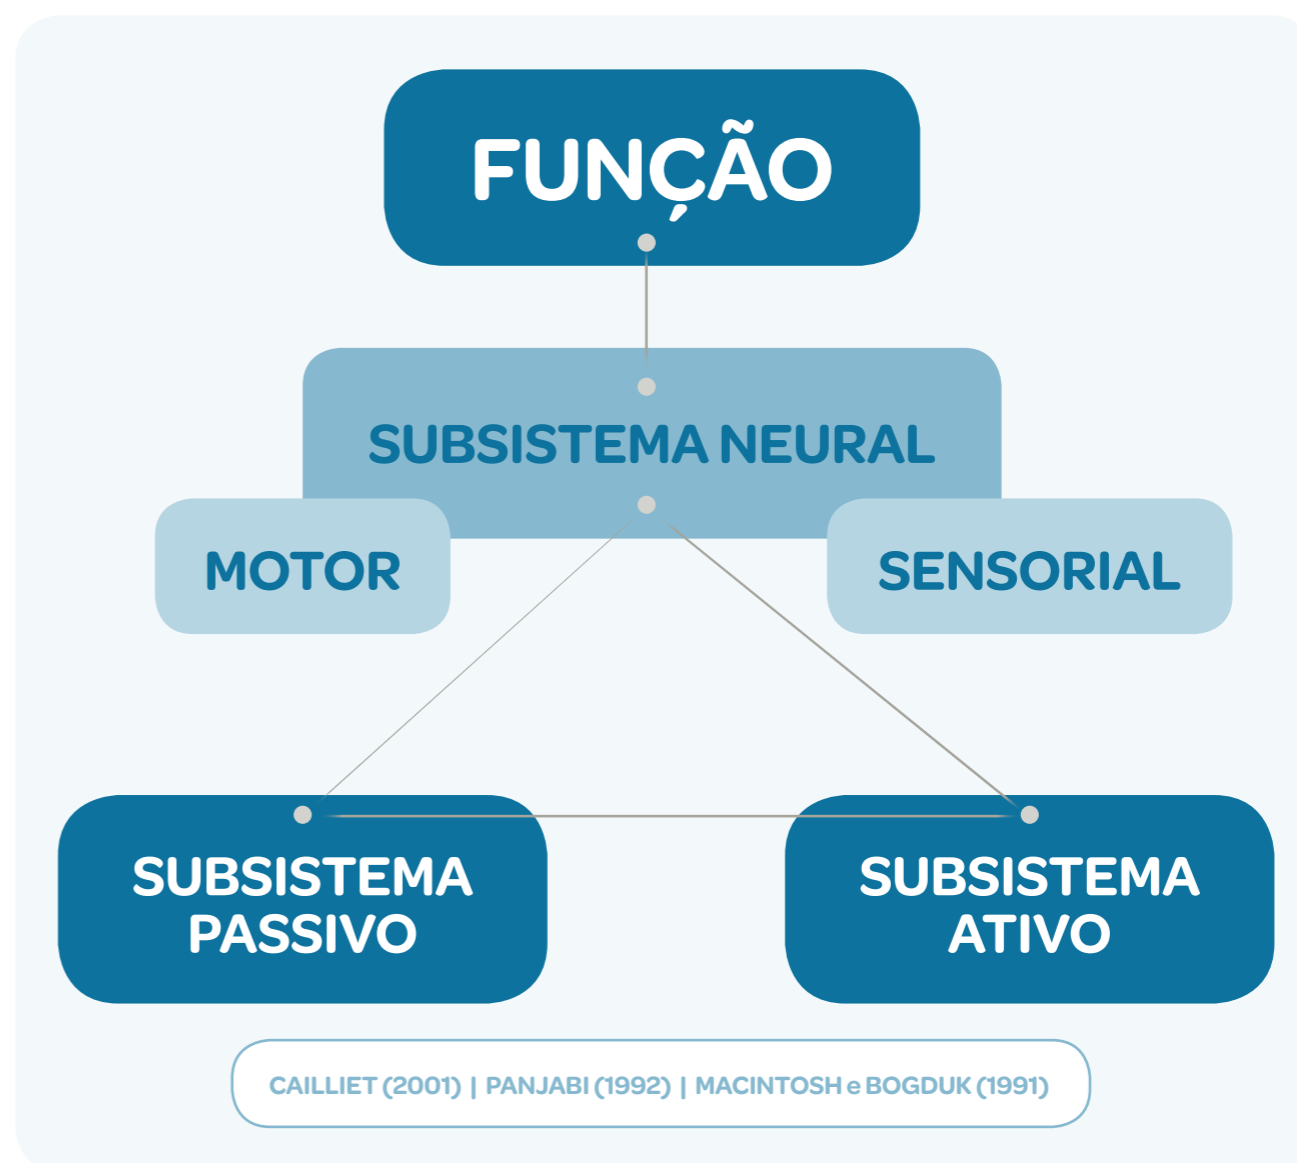 FUNÇÃO
SUBSISTEMA NEURAL
MOTOR
SENSORIAL
SUBSISTEMA
PASSIVO
SUBSISTEMA
ATIVO
CAILLIET (2001) | PANJABI (1992) | MACINTOSH e BOGDUK (1991)